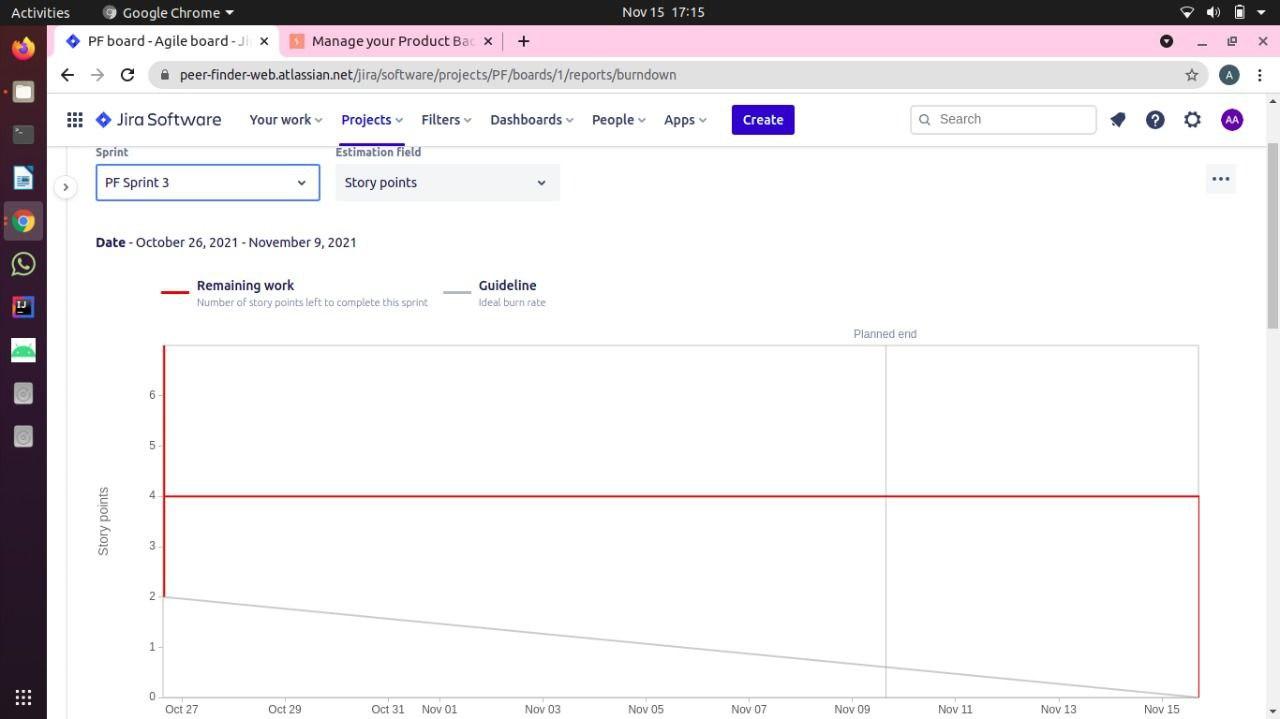 Activities Google Chrome Nov 15 17:15
PF board - Agile board - Ji Manage your Product Bac
peer-finder-web.atlassian.net/jira/software/projects/PF/boards/1/reports/burndown A
Jira Software Your work Projects Filters Dashboards People Apps Create Search AA
Sprint Estimation field
PF Sprint 3 Story points
Date - October 26, 2021 - November 9, 2021
Remaining work Guideline
Number of story points left to complete this sprint Ideal burn rate
Planned end
6
5
4
3
2
1
0
Story points
Oct 27 Oct 29 Oct 31 Nov 01 Nov 03 Nov 05 Nov 07 Nov 09 Nov 11 Nov 13 Nov 15